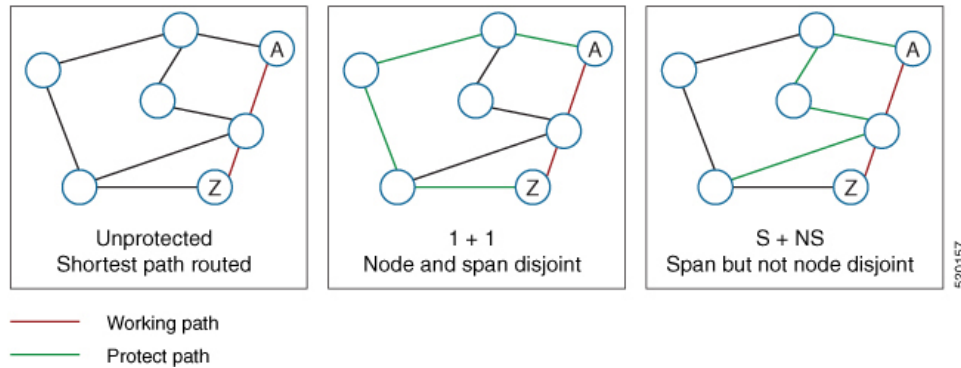 A
Z
Unprotected
Shortest path routed
A
Z
1 + 1
Node and span disjoint
A
Z
S + NS
Span but not node disjoint
520157
Working path
Protect path